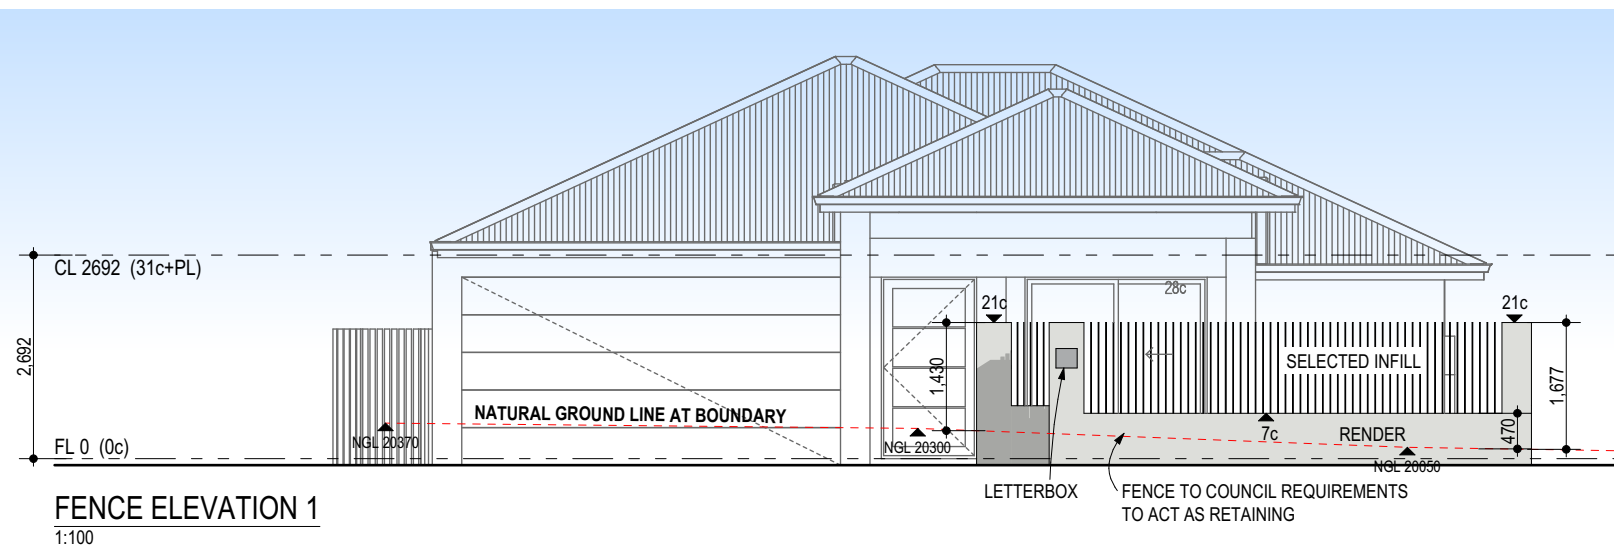 CL 2692 (31c+PL)
28c
21c
21c
2,692
1,430
SELECTED INFILL
1,677
NATURAL GROUND LINE AT BOUNDARY
NGL 20370
NGL 20300
7c
RENDER
470
FL 0 (0c)
NGL 20050
LETTERBOX
FENCE TO COUNCIL REQUIREMENTS
TO ACT AS RETAINING
FENCE ELEVATION 1
1:100